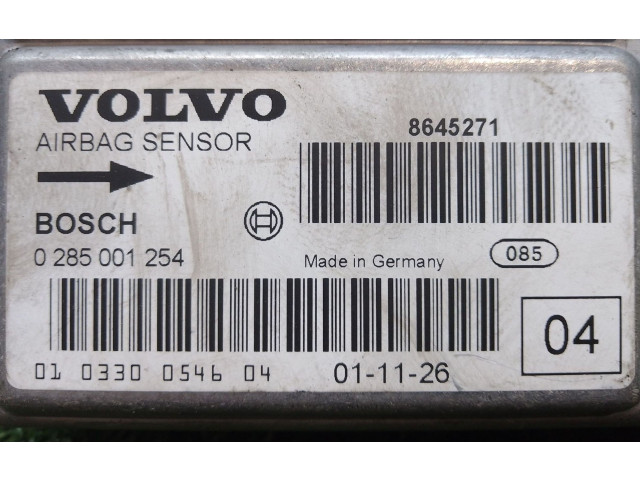 VOLVO
AIRBAG SENSOR
8645271
BOSCH
0 285 001 254
Made in Germany
085
04
01 0330 0546 04
01-11-26